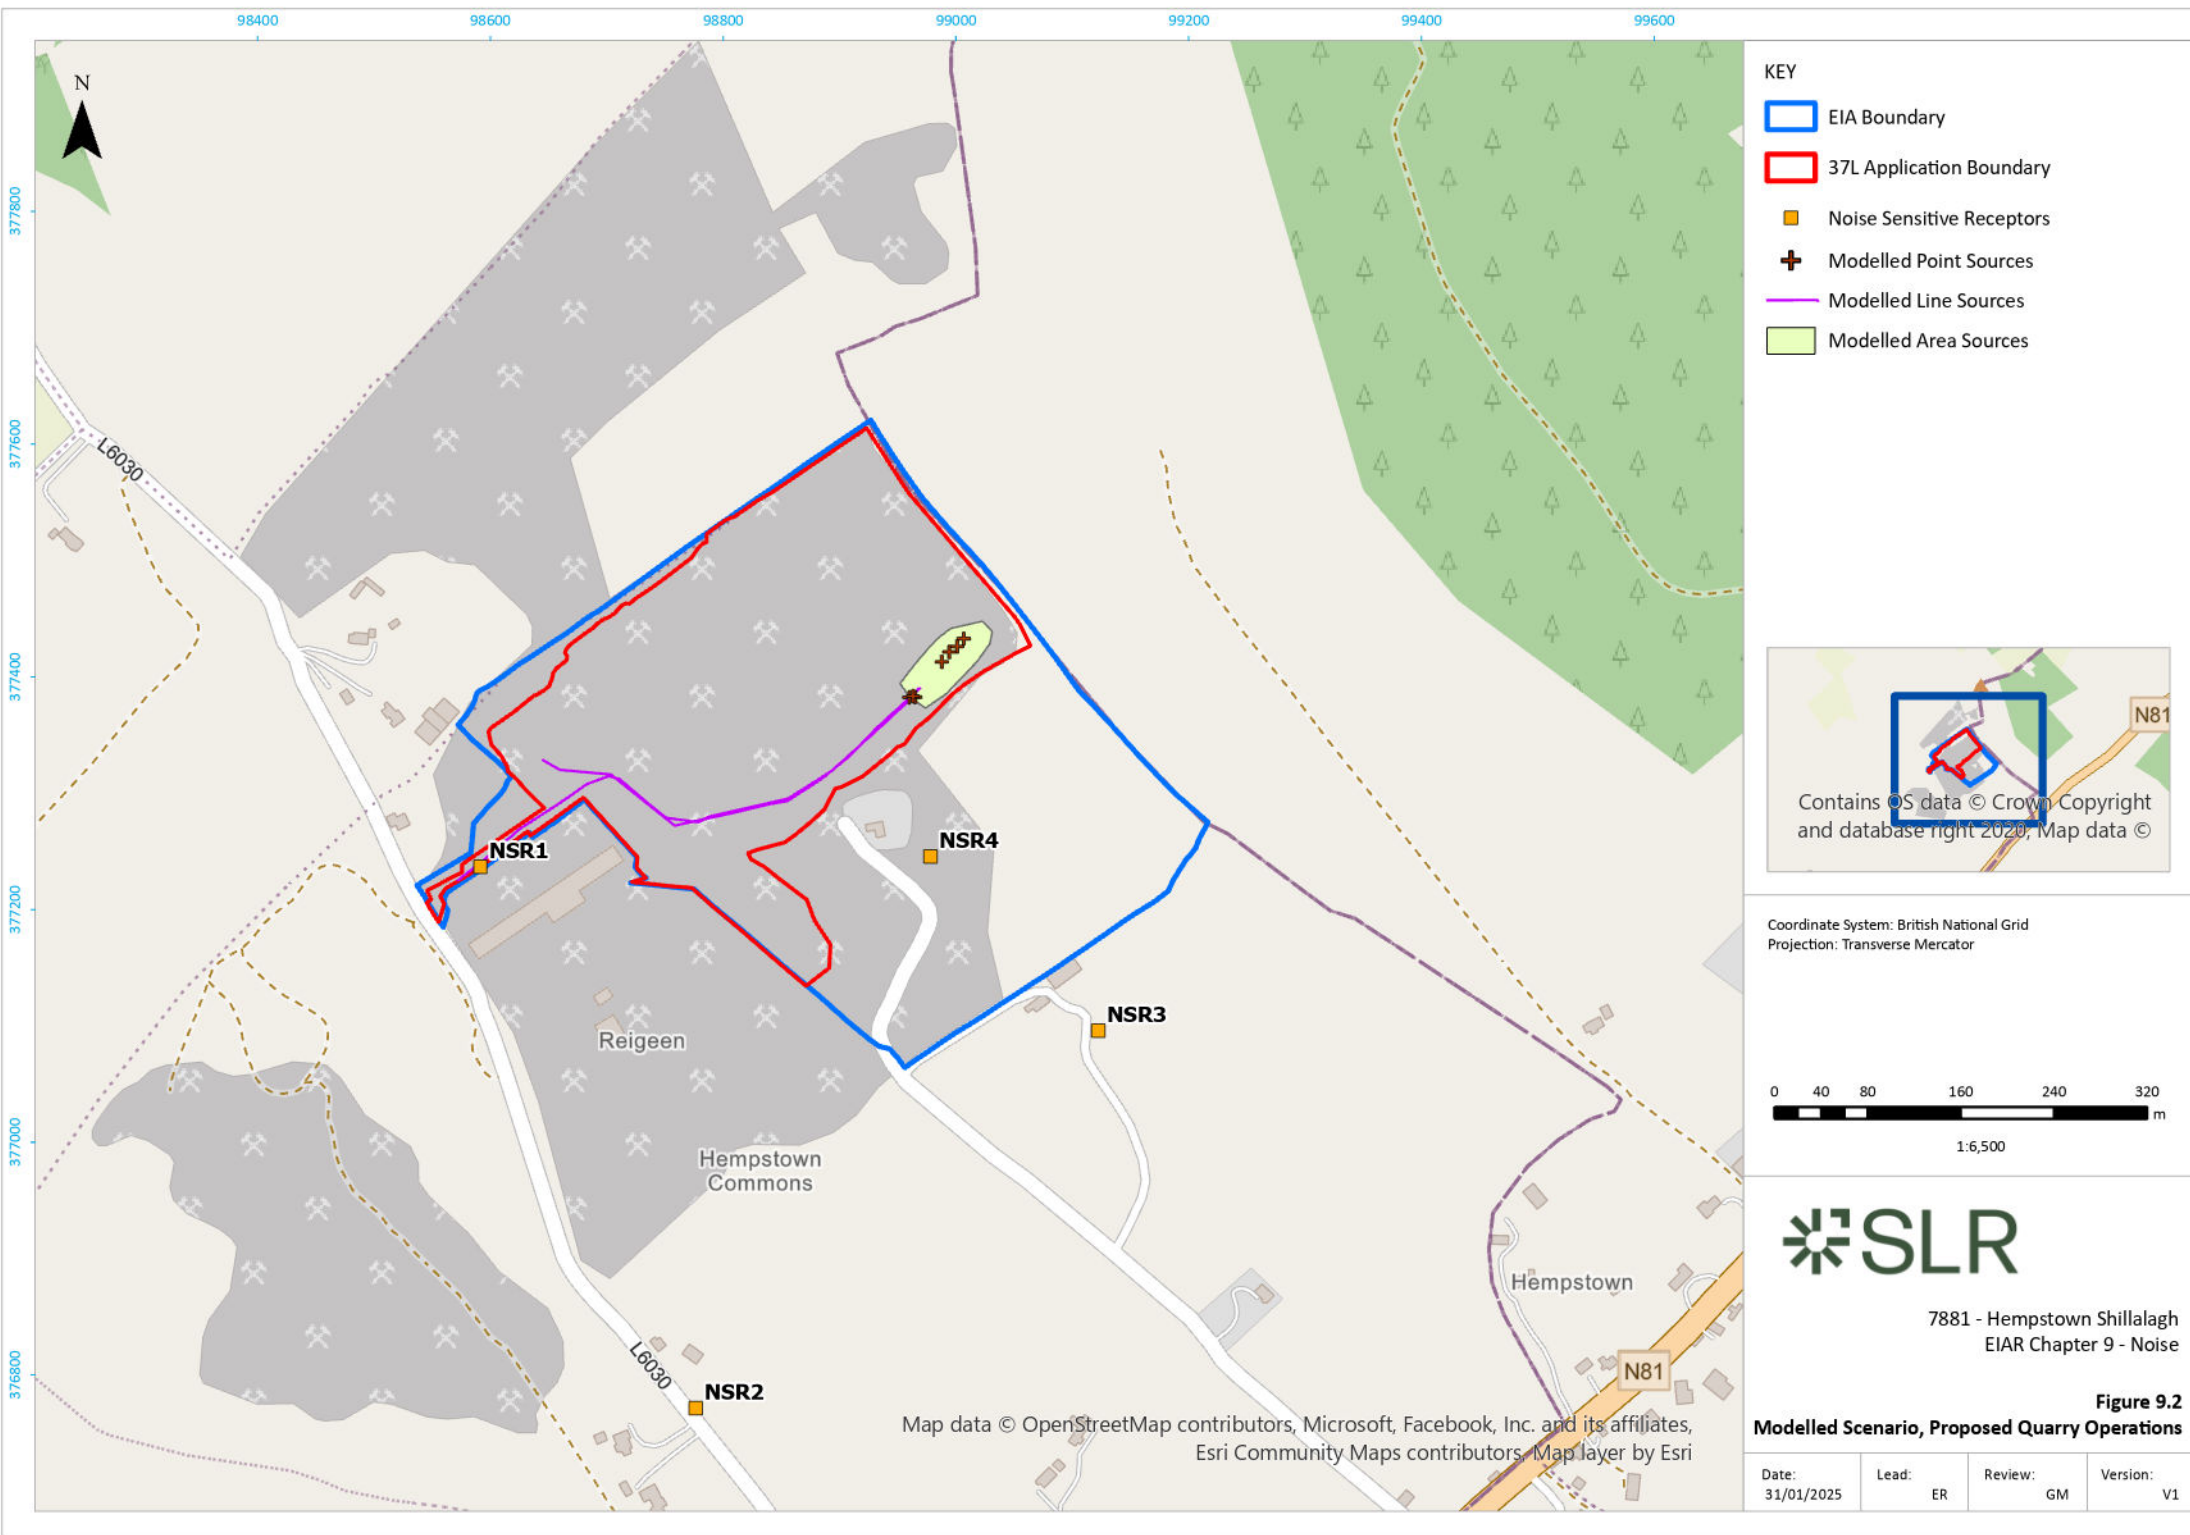 98400
98600
98800
99000
99200
99400
99600
377800
377600
377400
377200
377000
376800
N
L6030
NSR1
NSR4
NSR3
Reigeen
Hempstown
Commons
L6030
NSR2
Hempstown
N81
Map data © OpenStreetMap contributors, Microsoft, Facebook, Inc. and its affiliates,
Esri Community Maps contributors, Map layer by Esri
KEY
EIA Boundary
37L Application Boundary
Noise Sensitive Receptors
Modelled Point Sources
Modelled Line Sources
Modelled Area Sources
N81
Contains OS data © Crown Copyright
and database right 2020, Map data ©
Coordinate System: British National Grid
Projection: Transverse Mercator
0 40 80 160 240 320
m
1:6,500
SLR
7881 - Hempstown Shillalagh
EIAR Chapter 9 - Noise
Figure 9.2
Modelled Scenario, Proposed Quarry Operations
Date: Lead: Review: Version:
31/01/2025 ER GM V1